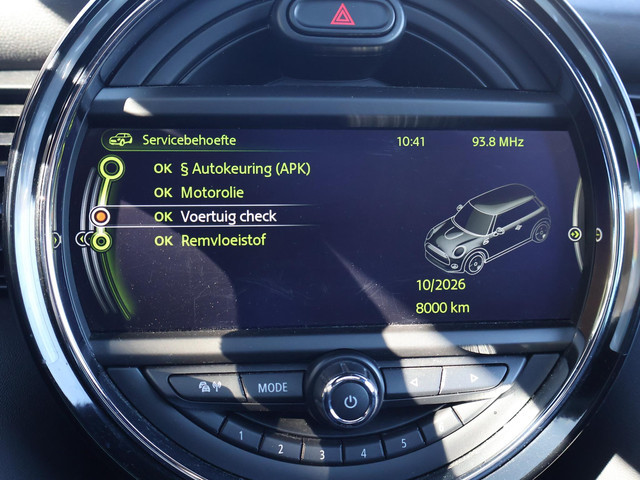 Servicebehoefte 10:41 93.8 MHz
OK § Autokeuring (APK)
OK Motorolie
OK Voertuig check
OK Remvloeistof
10/2026
8000 km
MODE
1 2 3 4 5